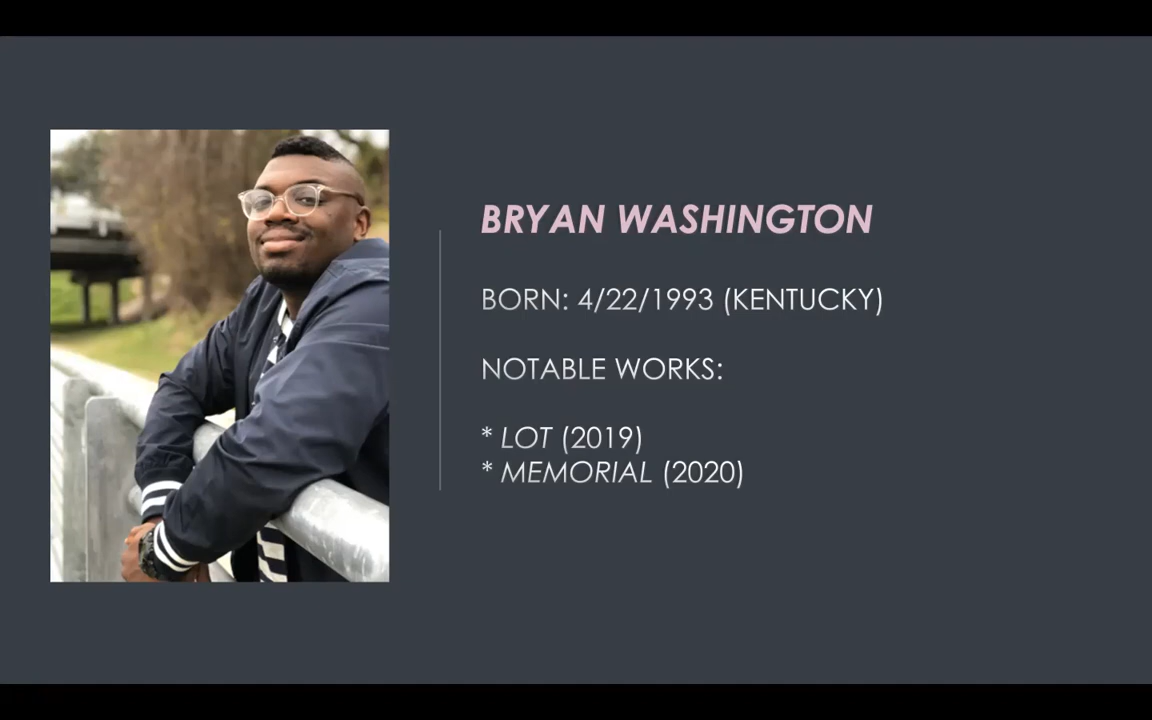 BRYAN WASHINGTON
BORN: 4/22/1993 (KENTUCKY)
NOTABLE WORKS:
* LOT (2019)
* MEMORIAL (2020)